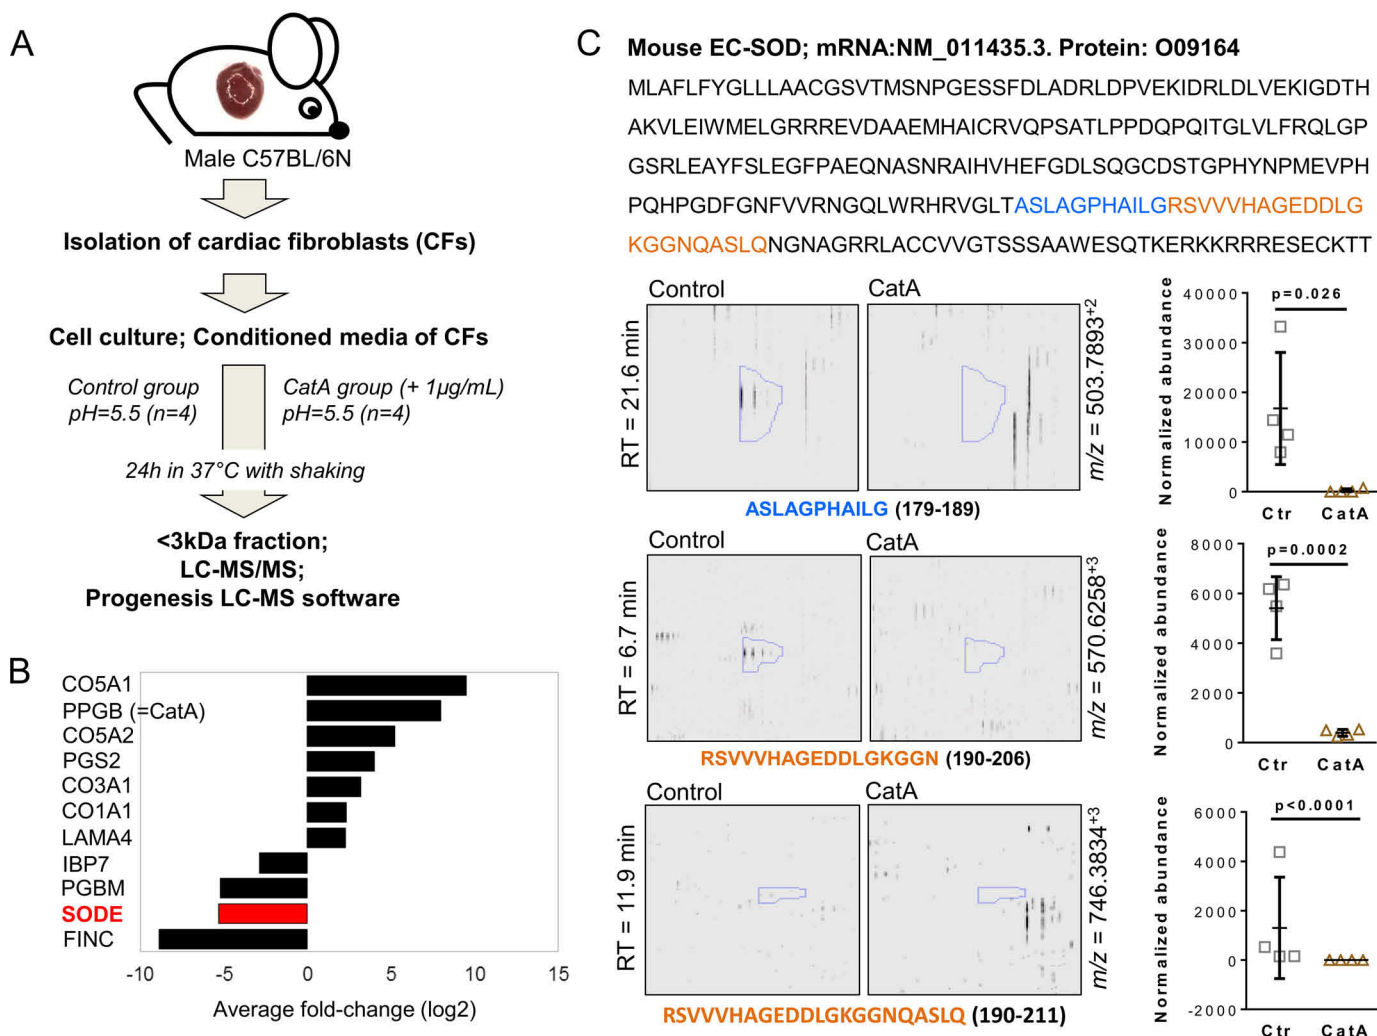 A
Male C57BL/6N
Isolation of cardiac fibroblasts (CFs)
Cell culture; Conditioned media of CFs
Control group
pH=5.5 (n=4)
CatA group (+ 1µg/mL)
pH=5.5 (n=4)
24h in 37°C with shaking
<3kDa fraction;
LC-MS/MS;
Progenesis LC-MS software
B
CO5A1
PPGB (=CatA)
CO5A2
PGS2
CO3A1
CO1A1
LAMA4
IBP7
PGBM
SODE
FINC
-10
-5
0
5
10
15
Average fold-change (log2)
C
Mouse EC-SOD; mRNA:NM_011435.3. Protein: O09164
MLAFLFYGLLLAACGSVTMSNPGESSFDLADRLDPVEKIDRLDLVEKIGDTH
AKVLEIWMELGRRREVDAAEMHAICRVQPSATLPPDQPQITGLVLFRQLGP
GSRLEAYFSLEGFPAEQNASNRAIHVHEFGDLSQGCDSTGPHYNPMEVPH
PQHPGDFGNFVVRNGQLWRHRVGLTASLAGPHAILGRSVVVHAGEDDLG
KGGNQASLQNGNAGRRLACCVVGTSSSAAWESQTKERKKRRRESECKTT
Control
CatA
RT = 21.6 min
m/z = 503.7893+2
ASLAGPHAILG (179-189)
Normalized abundance
40000
30000
20000
10000
0
p=0.026
Ctr
CatA
Control
CatA
RT = 6.7 min
m/z = 570.6258+3
RSVVVHAGEDDLGKGGN (190-206)
Normalized abundance
8000
6000
4000
2000
0
p=0.0002
Ctr
CatA
Control
CatA
RT = 11.9 min
m/z = 746.3834+3
RSVVVHAGEDDLGKGGNQASLQ (190-211)
Normalized abundance
6000
4000
2000
0
-2000
p<0.0001
Ctr
CatA